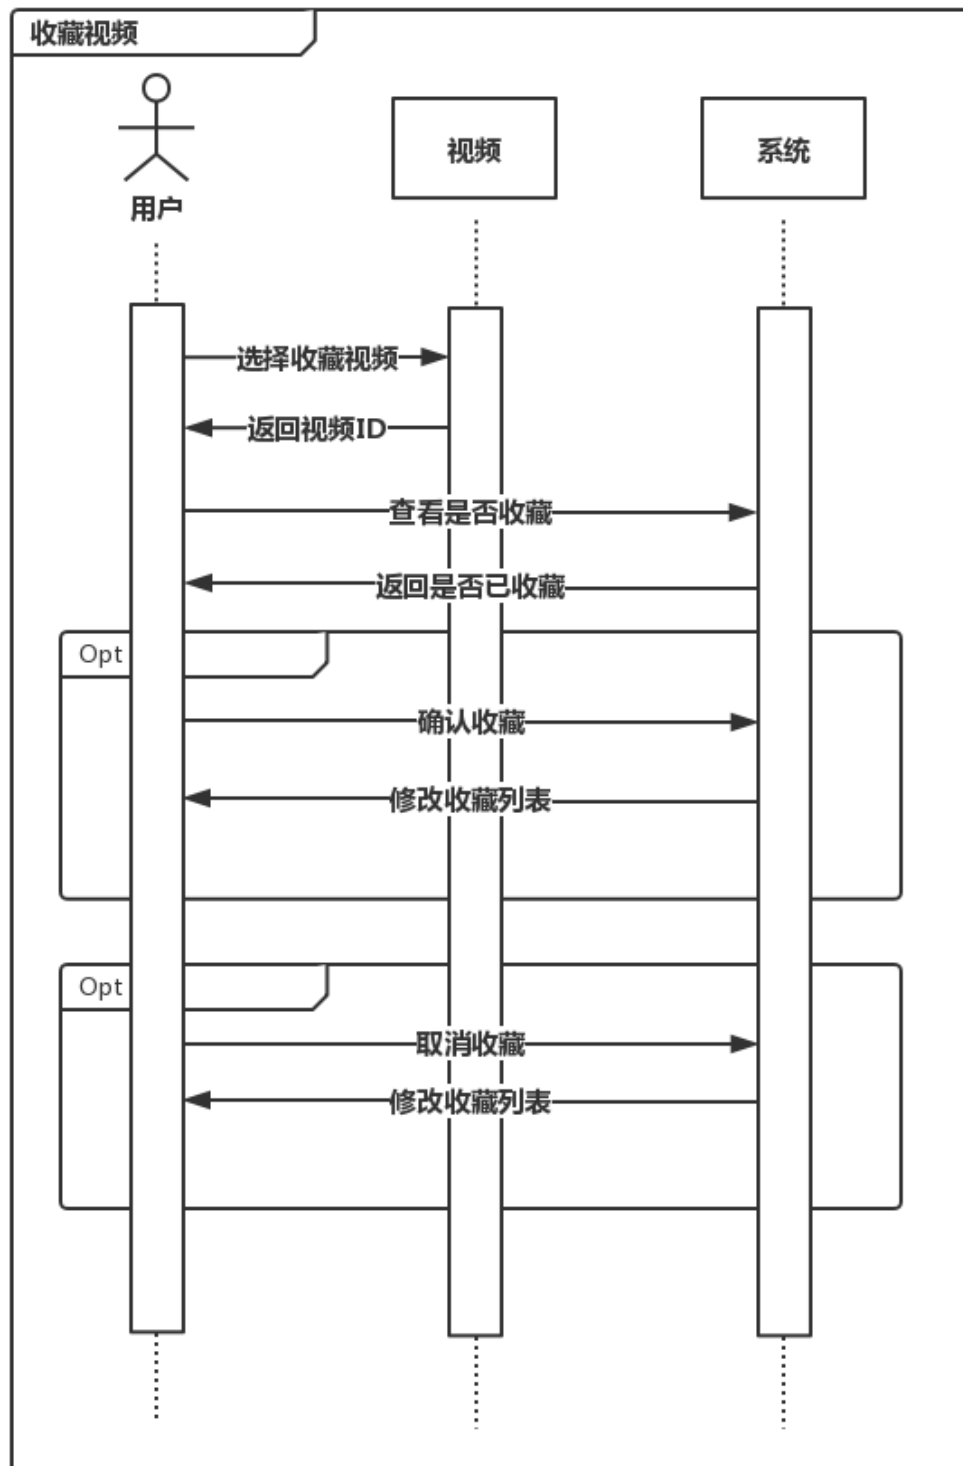 收藏视频
用户
视频
系统
选择收藏视频
返回视频ID
查看是否收藏
返回是否已收藏
Opt
确认收藏
修改收藏列表
Opt
取消收藏
修改收藏列表